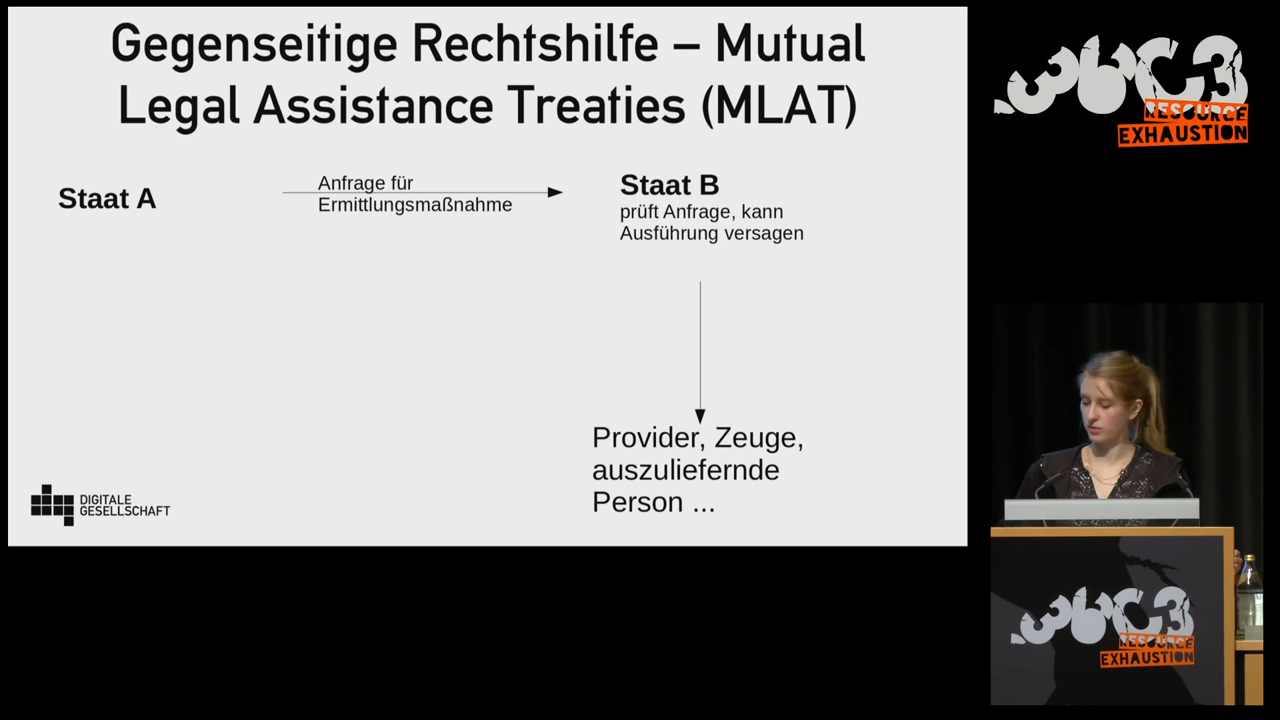 Gegenseitige Rechtshilfe – Mutual
Legal Assistance Treaties (MLAT)
Staat A
Anfrage für
Ermittlungsmaßnahme
Staat B
prüft Anfrage, kann
Ausführung versagen
Provider, Zeuge,
auszuliefernde
Person ...
DIGITALE
GESELLSCHAFT
36C3
RESOURCE
EXHAUSTION
36C3
RESOURCE
EXHAUSTION